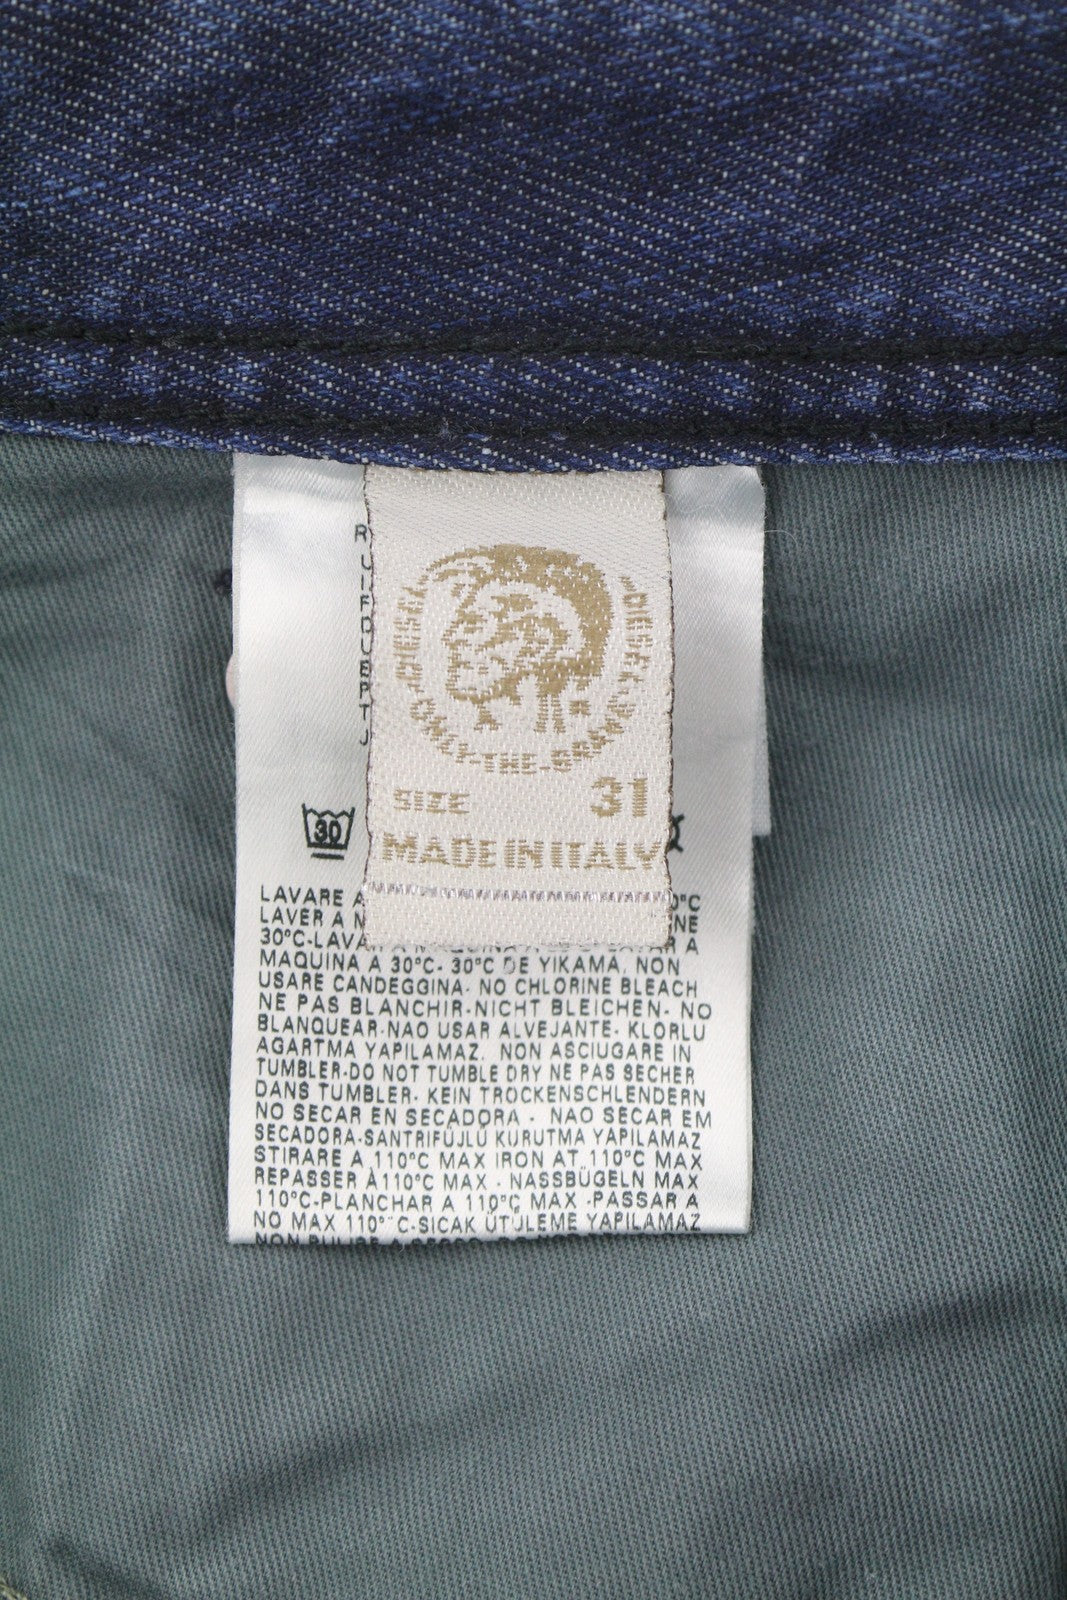 DIESEL
DIESEL
ONLY-THE-BRAVE
SIZE 31
MADE IN ITALY
30
LAVARE A
LAVER A
30°C-LAVA
MAQUINA A 30°C- 30°C DE YIKAMA, NON
USARE CANDEGGINA- NO CHLORINE BLEACH
NE PAS BLANCHIR-NICHT BLEICHEN- NO
BLANQUEAR-NAO USAR ALVEJANTE- KLORLU
AGARTMA YAPILAMAZ. NON ASCIUGARE IN
TUMBLER-DO NOT TUMBLE DRY NE PAS SECHER
DANS TUMBLER- KEIN TROCKENSCHLENDERN
NO SECAR EN SECADORA - NAO SECAR EM
SECADORA-SANTRIFÜJLÜ KURUTMA YAPILAMAZ
STIRARE A 110°C MAX IRON AT 110°C MAX
REPASSER À110°C MAX - NASSBÜGELN MAX
110°C-PLANCHAR A 110°C MAX -PASSAR A
NO MAX 110°C-SICAK ÜTÜLEME YAPILAMAZ